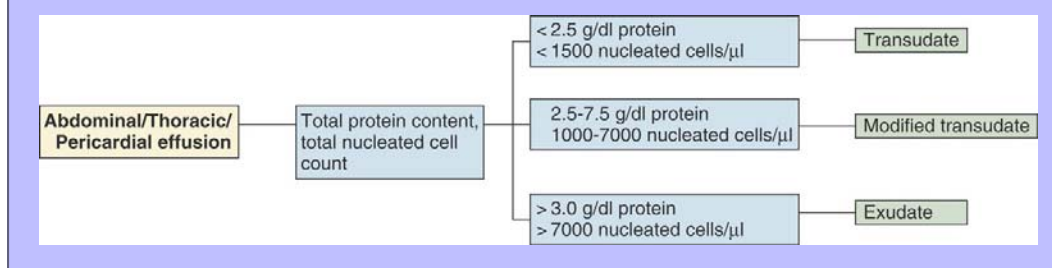 Abdominal/Thoracic/
Pericardial effusion
Total protein content,
total nucleated cell
count
< 2.5 g/dl protein
< 1500 nucleated cells/µl
Transudate
2.5-7.5 g/dl protein
1000-7000 nucleated cells/µl
Modified transudate
> 3.0 g/dl protein
> 7000 nucleated cells/µl
Exudate